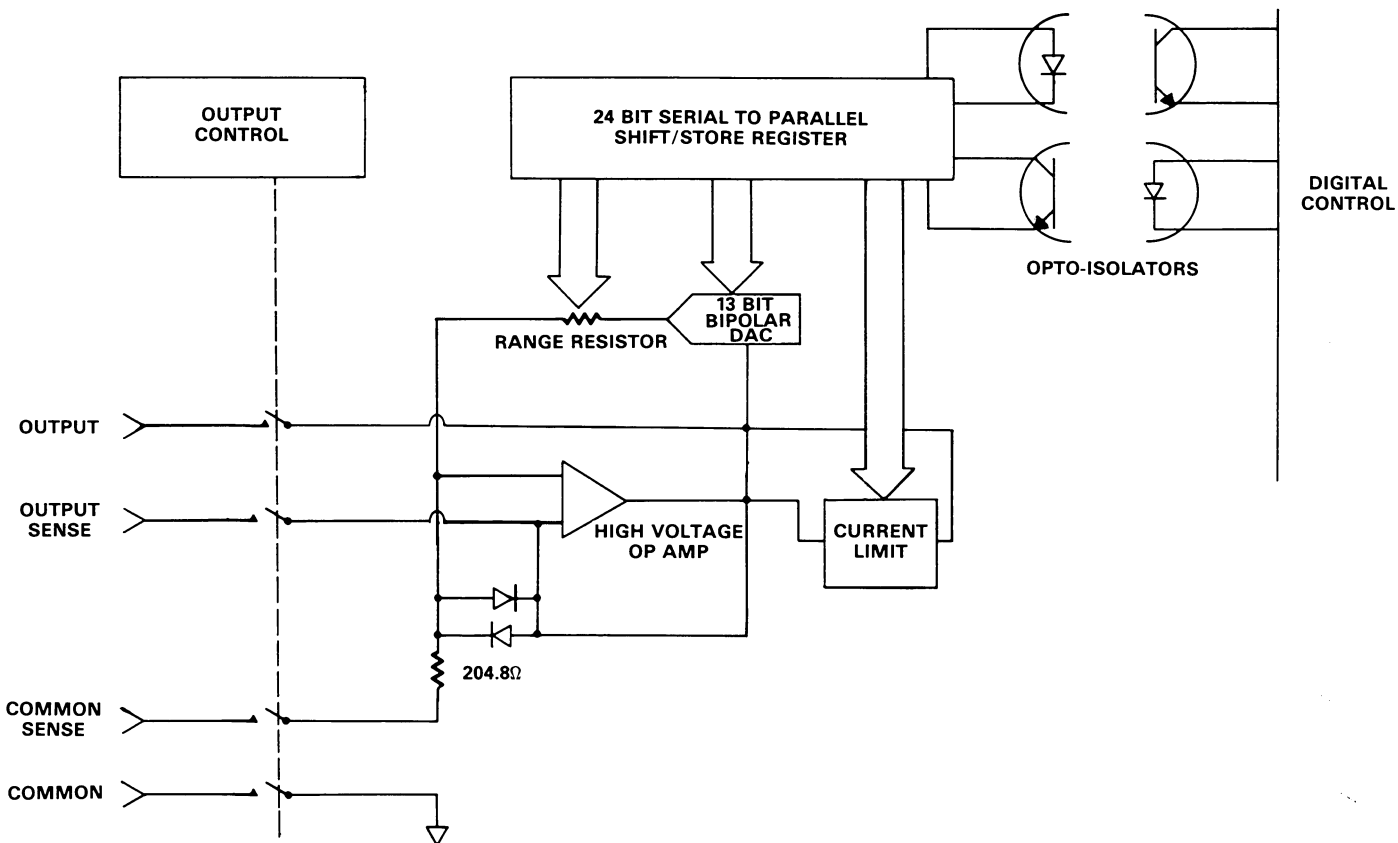 OUTPUT
CONTROL
24 BIT SERIAL TO PARALLEL
SHIFT/STORE REGISTER
DIGITAL
CONTROL
OPTO-ISOLATORS
13 BIT
BIPOLAR
DAC
RANGE RESISTOR
OUTPUT
OUTPUT
SENSE
HIGH VOLTAGE
OP AMP
CURRENT
LIMIT
204.8Ω
COMMON
SENSE
COMMON